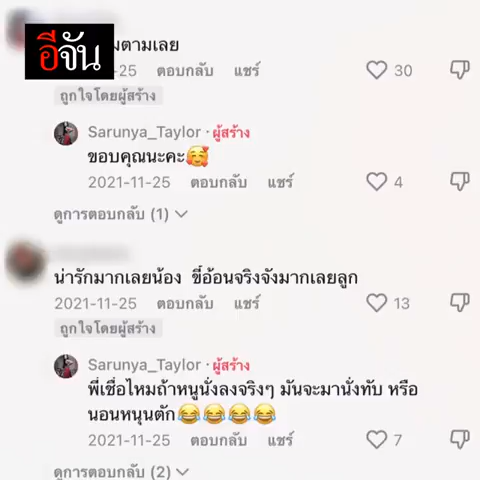 อีจัน
มตามเลย
-25 ตอบกลับ แชร์ 30
ถูกใจโดยผู้สร้าง
Sarunya_Taylor · ผู้สร้าง
ขอบคุณนะคะ🥰
2021-11-25 ตอบกลับ แชร์ 4
ดูการตอบกลับ (1)
น่ารักมากเลยน้อง ขี้อ้อนจริงจังมากเลยลูก
2021-11-25 ตอบกลับ แชร์ 13
ถูกใจโดยผู้สร้าง
Sarunya_Taylor · ผู้สร้าง
พี่เชื่อไหมถ้าหนูนั่งลงจริงๆ มันจะมานั่งทับ หรือ
นอนหนุนตัก😂😂😂😂
2021-11-25 ตอบกลับ แชร์ 7
ดูการตอบกลับ (2)